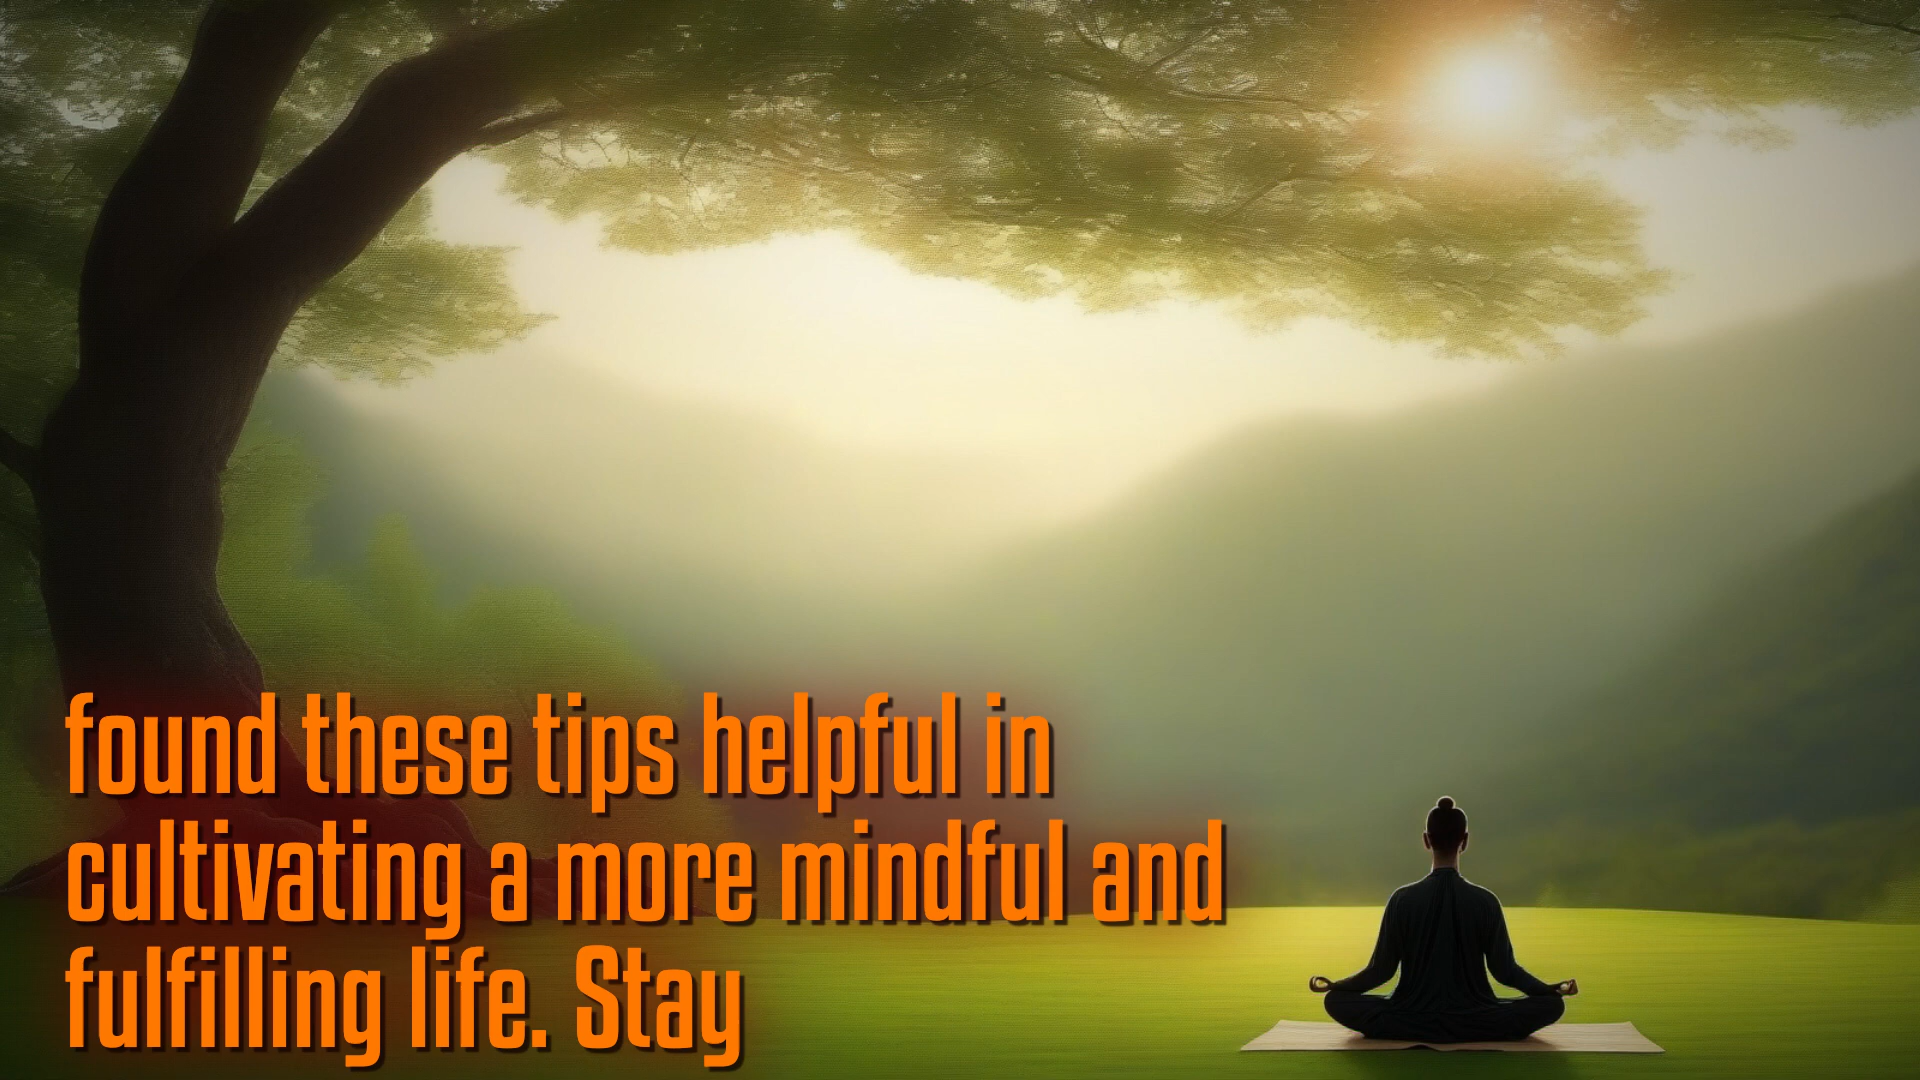 found these tips helpful in
cultivating a more mindful and
fulfilling life. Stay